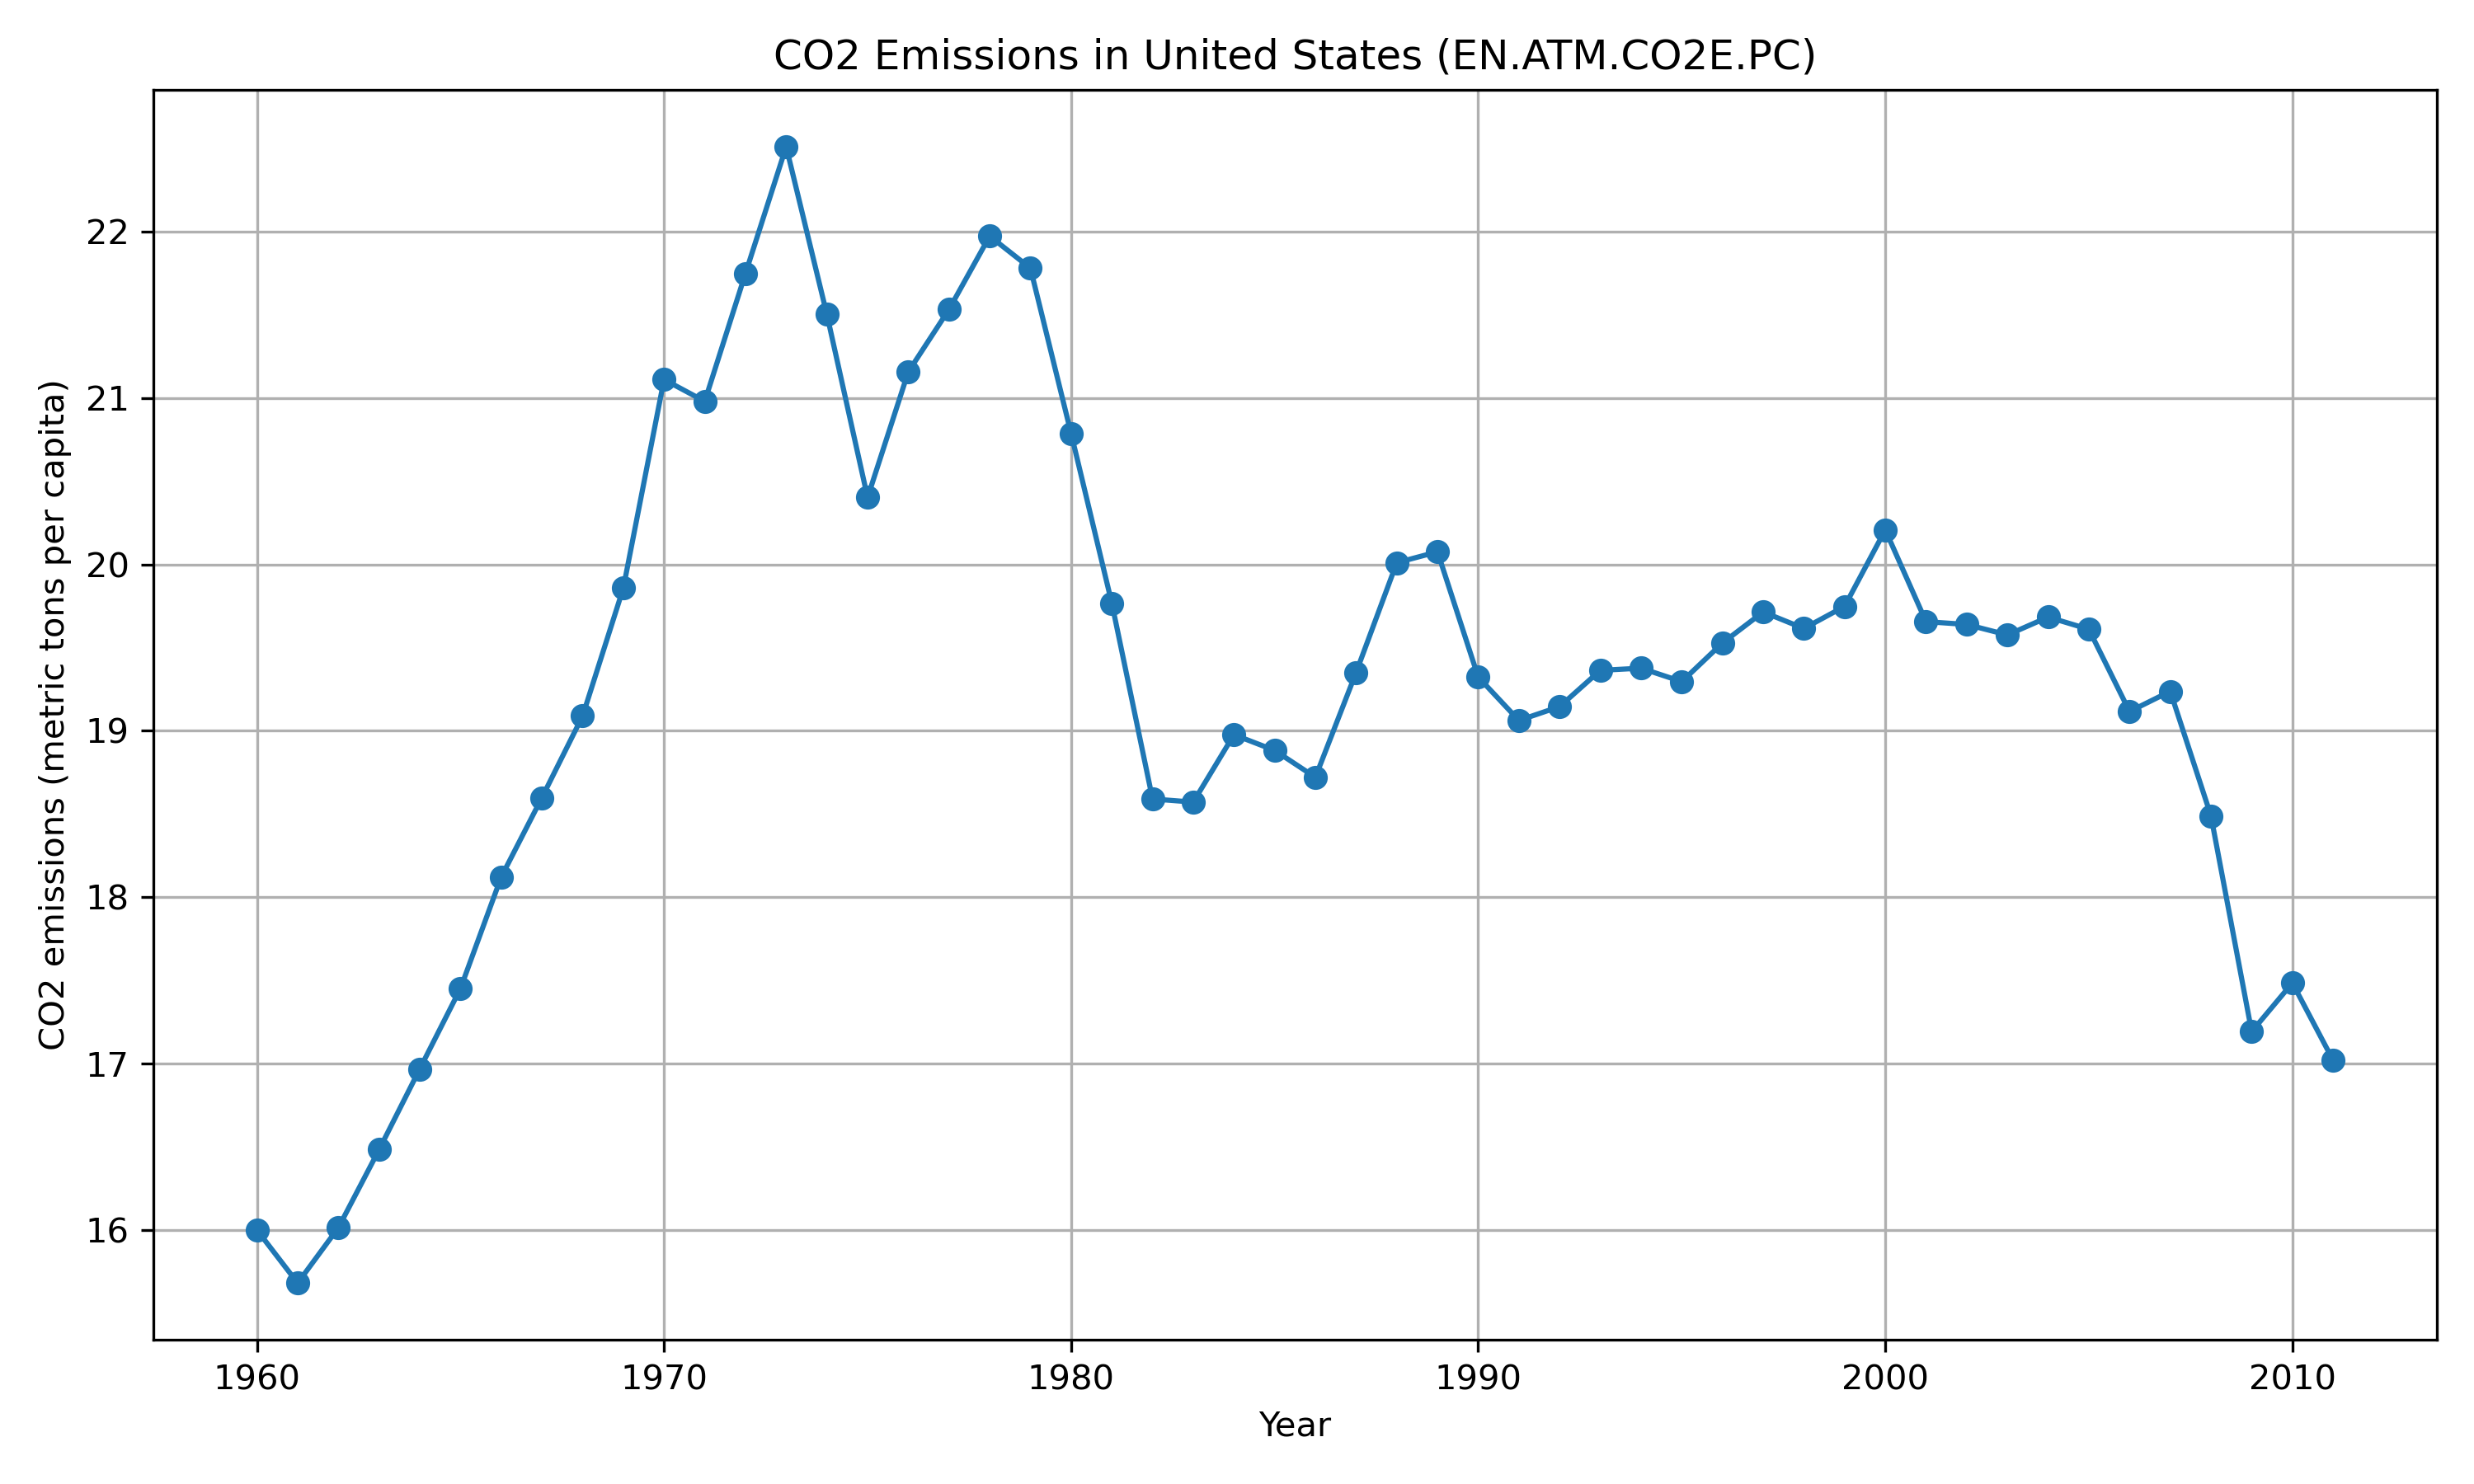 CO2 Emissions in United States (EN.ATM.CO2E.PC)
CO2 emissions (metric tons per capita)
22
21
20
19
18
17
16
1960 1970 1980 1990 2000 2010
Year